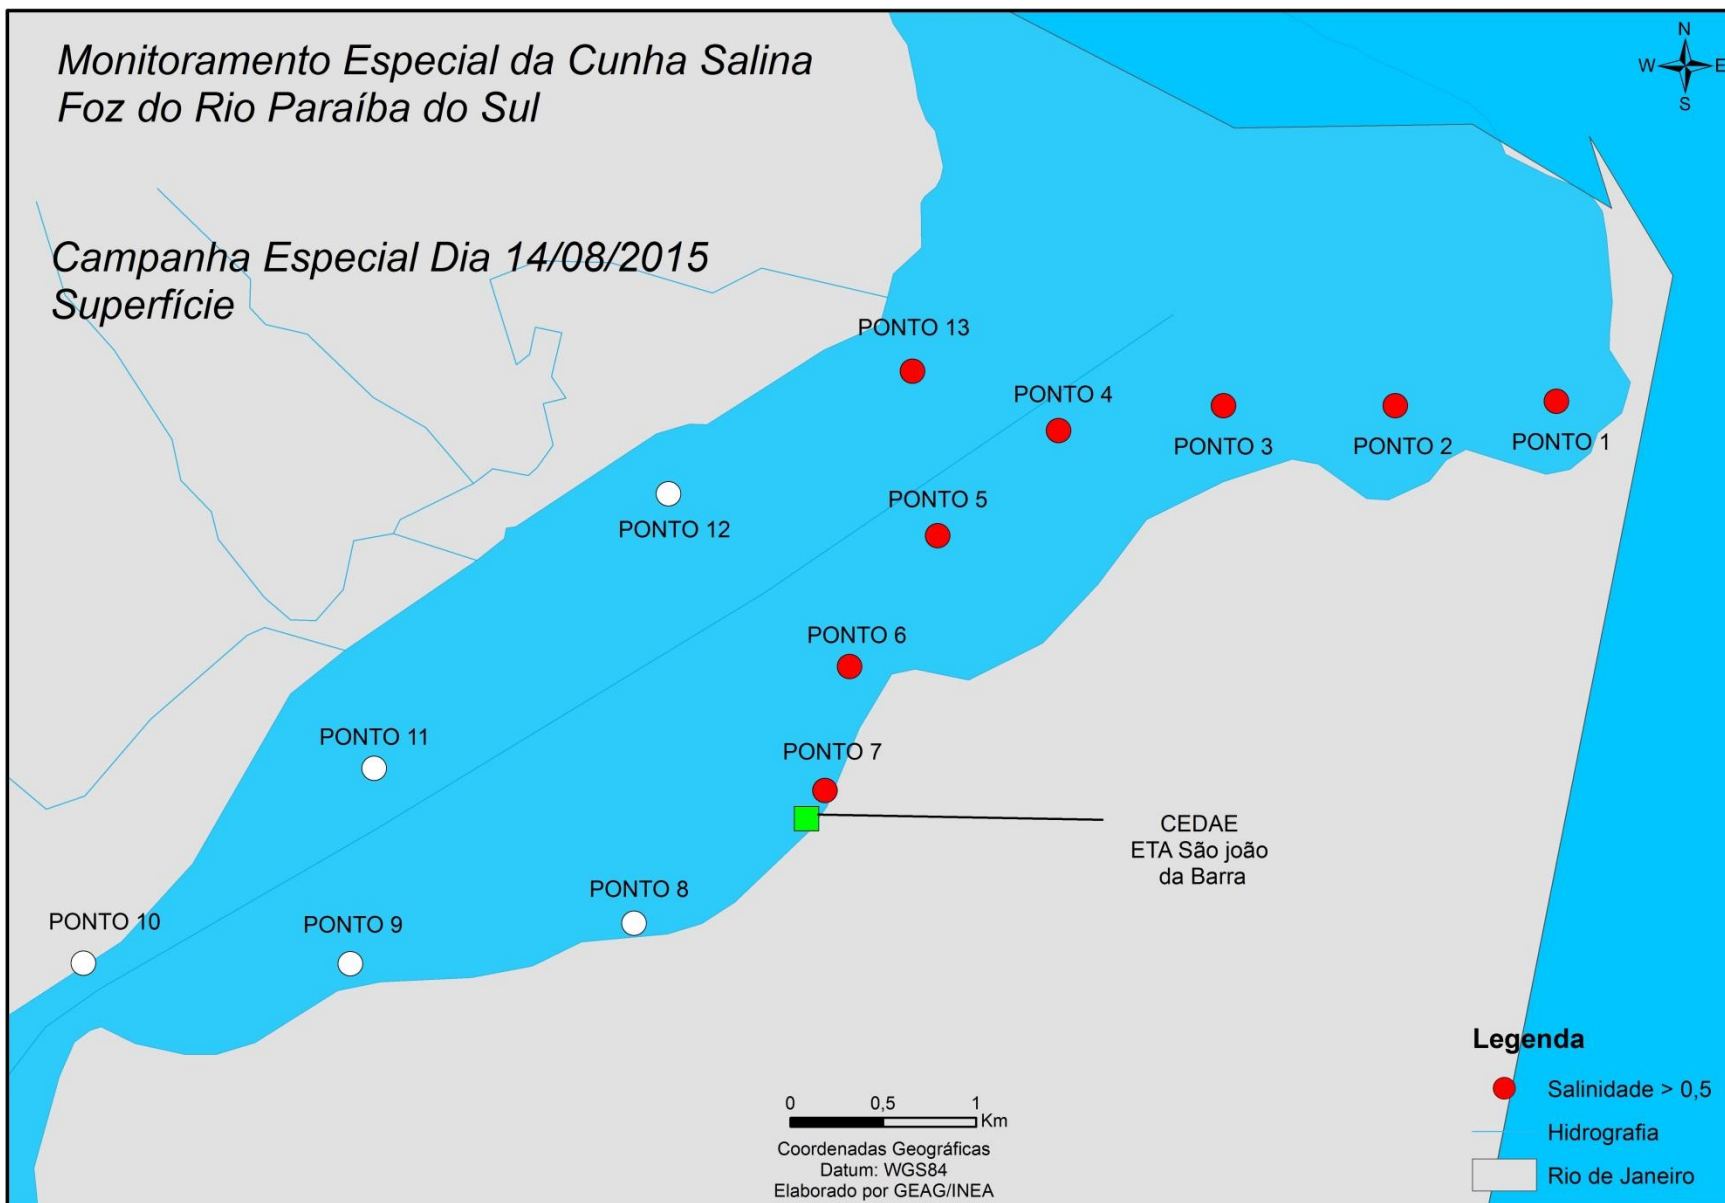 Monitoramento Especial da Cunha Salina
Foz do Rio Paraíba do Sul
N
W E
S
Campanha Especial Dia 14/08/2015
Superfície
PONTO 13
PONTO 4
PONTO 3
PONTO 2
PONTO 1
PONTO 5
PONTO 12
PONTO 6
PONTO 11
PONTO 7
CEDAE
ETA São joão
da Barra
PONTO 8
PONTO 10
PONTO 9
Legenda
Salinidade > 0,5
Hidrografia
Rio de Janeiro
0 0,5 1
Km
Coordenadas Geográficas
Datum: WGS84
Elaborado por GEAG/INEA